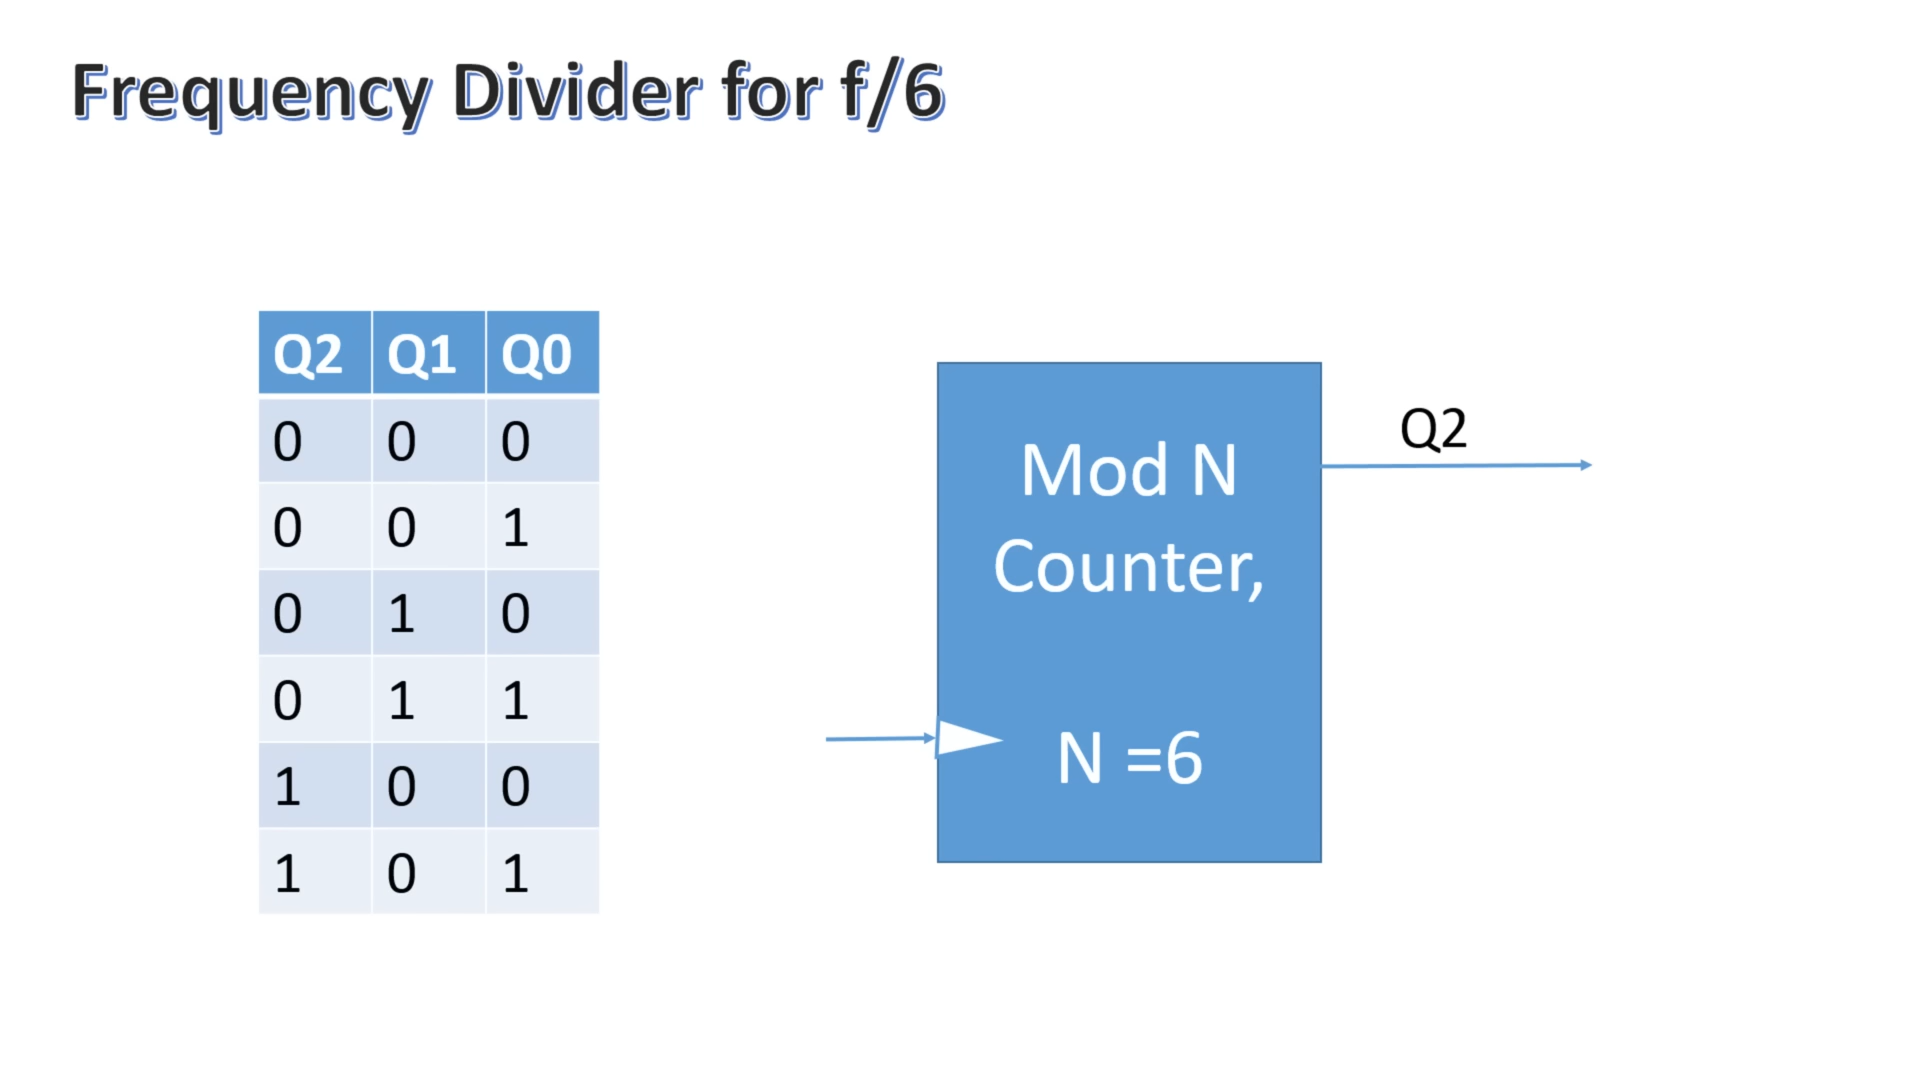 Frequency Divider for f/6
Q2 Q1 Q0
0 0 0
0 0 1
0 1 0
0 1 1
1 0 0
1 0 1
Mod N
Counter,
N =6
Q2